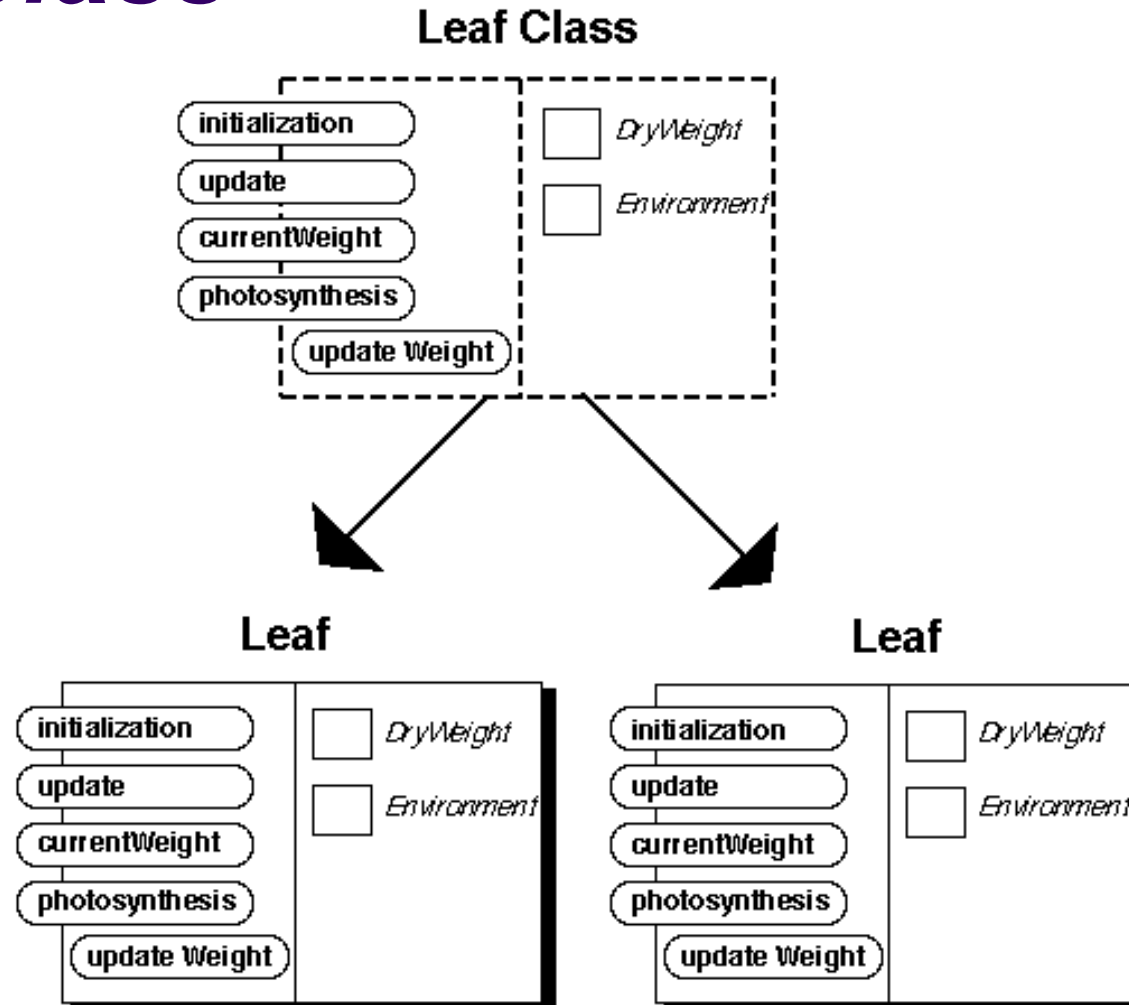 Leaf Class
initialization
update
currentWeight
photosynthesis
update Weight
DryWeight
Environment
Leaf
initialization
update
currentWeight
photosynthesis
update Weight
DryWeight
Environment
Leaf
initialization
update
currentWeight
photosynthesis
update Weight
DryWeight
Environment